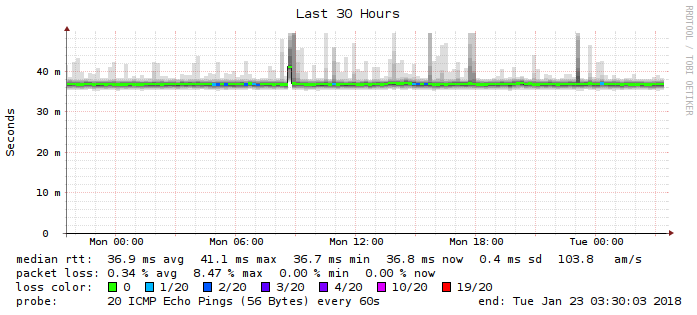 Last 30 Hours
RRDTOOL / TOBI OETIKER
Seconds
40 m
30 m
20 m
10 m
0
Mon 00:00 Mon 06:00 Mon 12:00 Mon 18:00 Tue 00:00
median rtt: 36.9 ms avg 41.1 ms max 36.7 ms min 36.8 ms now 0.4 ms sd 103.8 am/s
packet loss: 0.34 % avg 8.47 % max 0.00 % min 0.00 % now
loss color: 0 1/20 2/20 3/20 4/20 10/20 19/20
probe: 20 ICMP Echo Pings (56 Bytes) every 60s end: Tue Jan 23 03:30:03 2018